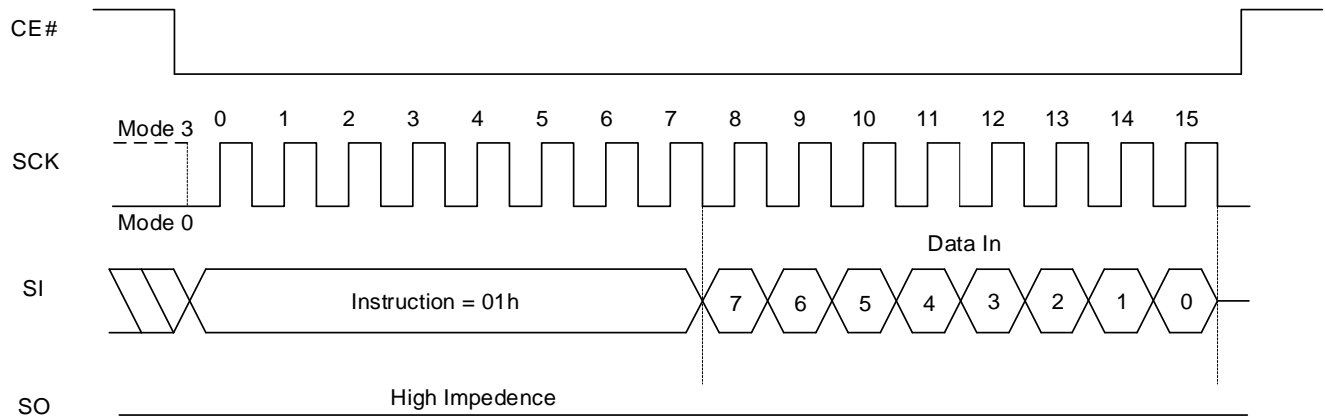 CE#
0 1 2 3 4 5 6 7 8 9 10 11 12 13 14 15
Mode 3
SCK
Mode 0
Data In
SI
Instruction = 01h
7 6 5 4 3 2 1 0
High Impedence
SO